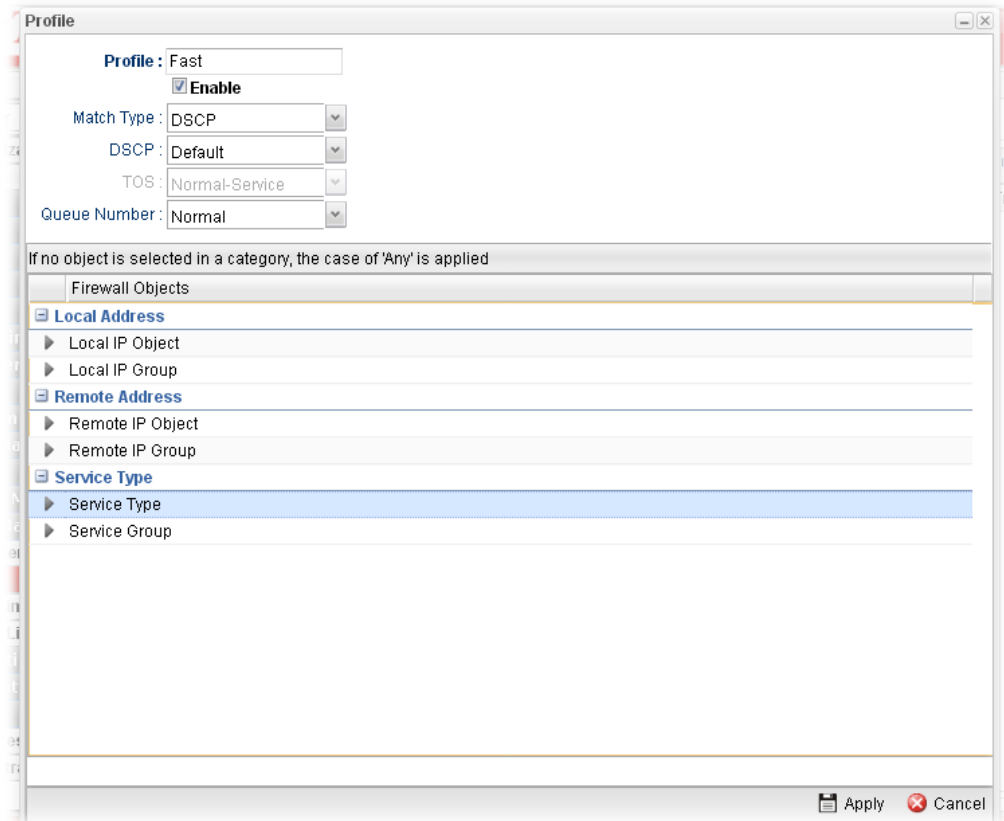 Profile
Profile : Fast
Enable
Match Type : DSCP
DSCP : Default
TOS : Normal-Service
Queue Number : Normal
If no object is selected in a category, the case of 'Any' is applied
Firewall Objects
Local Address
Local IP Object
Local IP Group
Remote Address
Remote IP Object
Remote IP Group
Service Type
Service Type
Service Group
Apply Cancel